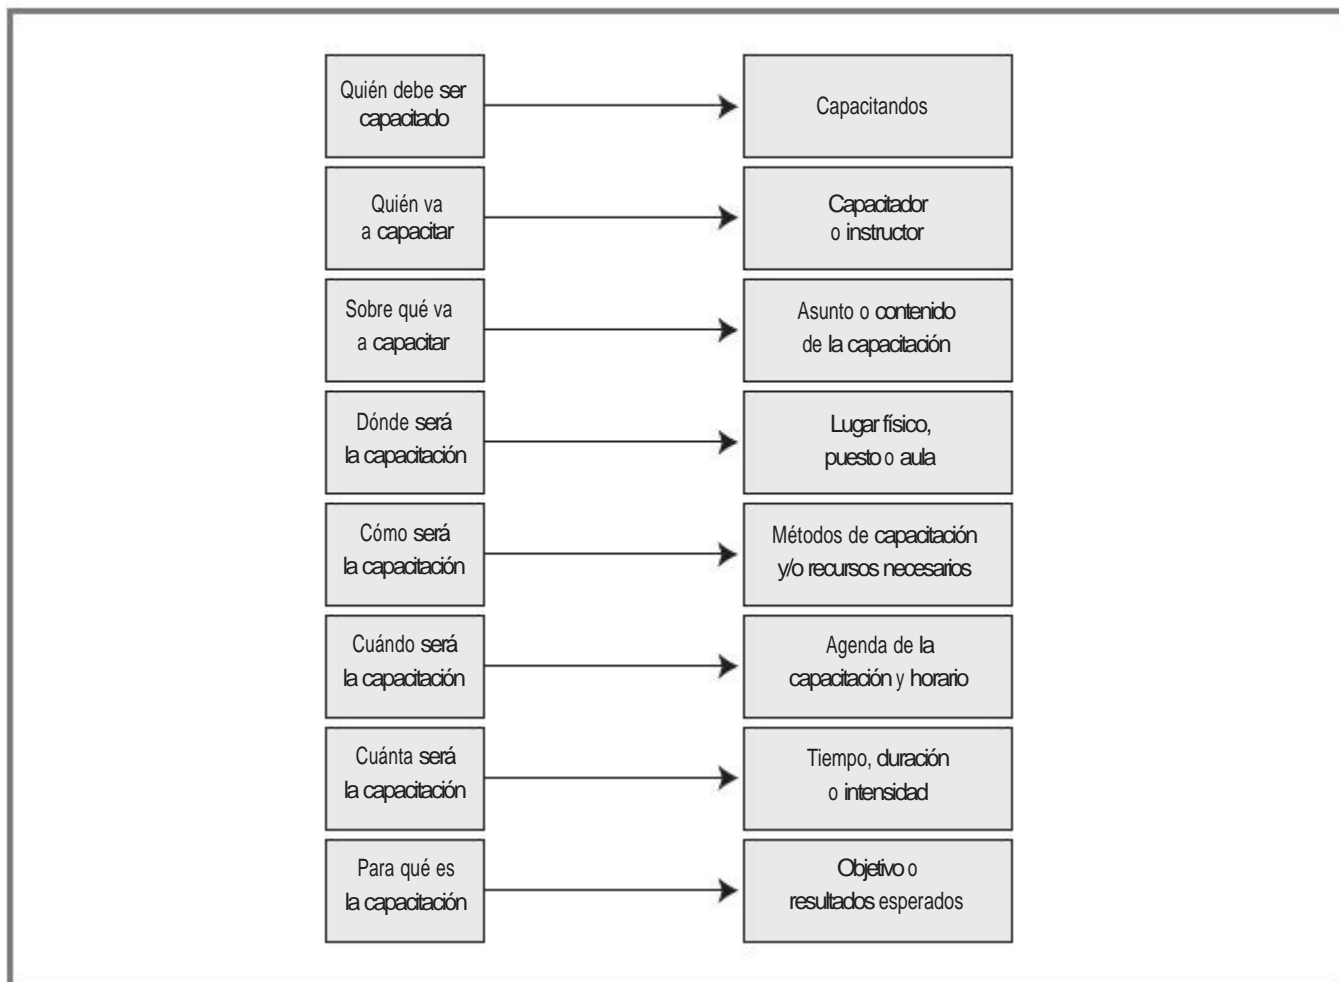 Quién debe ser
capacitado
Capacitandos
Quién va
a capacitar
Capacitador
o instructor
Sobre qué va
a capacitar
Asunto o contenido
de la capacitación
Dónde será
la capacitación
Lugar físico,
puesto o aula
Cómo será
la capacitación
Métodos de capacitación
y/o recursos necesarios
Cuándo será
la capacitación
Agenda de la
capacitación y horario
Cuánta será
la capacitación
Tiempo, duración
o intensidad
Para qué es
la capacitación
Objetivo o
resultados esperados